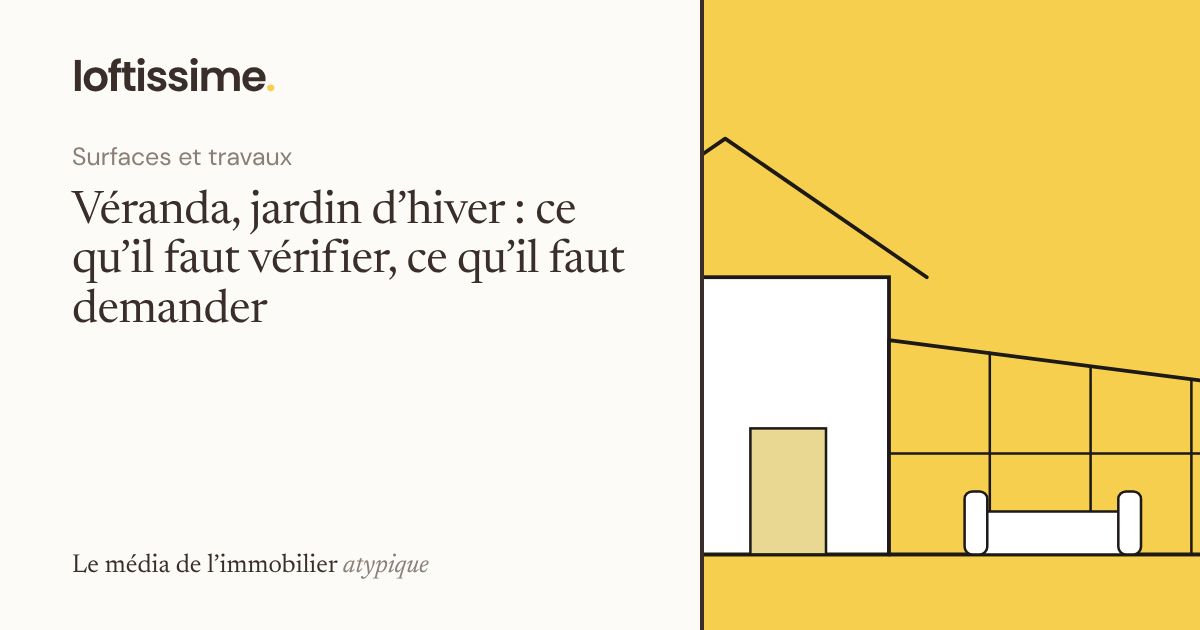 loftissime.
Surfaces et travaux
Véranda, jardin d’hiver : ce
qu’il faut vérifier, ce qu’il faut
demander
Le média de l’immobilier atypique